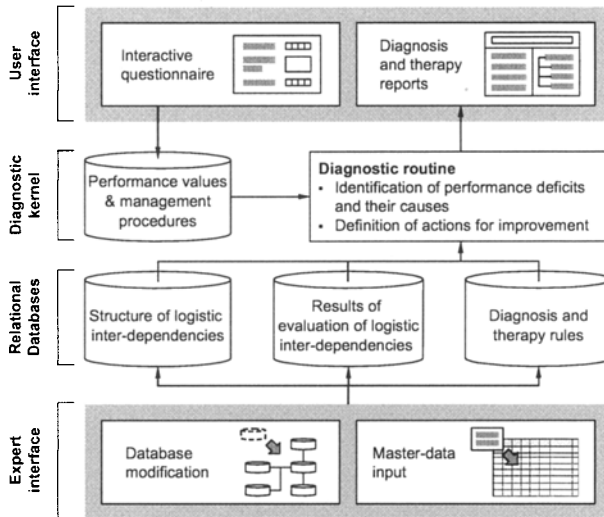 User
interface
Interactive
questionnaire
Diagnosis
and therapy
reports
Diagnostic
kernel
Performance values
& management
procedures
Diagnostic routine
• Identification of performance deficits
and their causes
• Definition of actions for improvement
Relational
Databases
Structure of logistic
inter-dependencies
Results of
evaluation of logistic
inter-dependencies
Diagnosis and
therapy rules
Expert
interface
Database
modification
Master-data
input